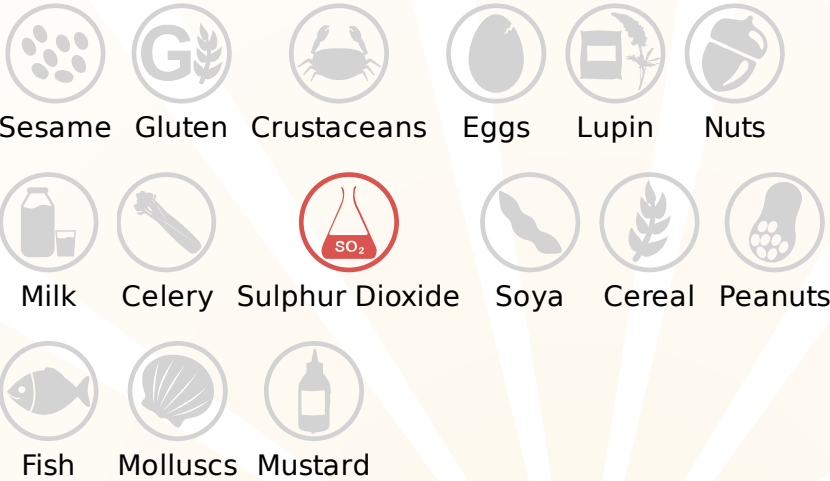 G
Sesame Gluten Crustaceans Eggs Lupin Nuts
SO₂
Milk Celery Sulphur Dioxide Soya Cereal Peanuts
Fish Molluscs Mustard